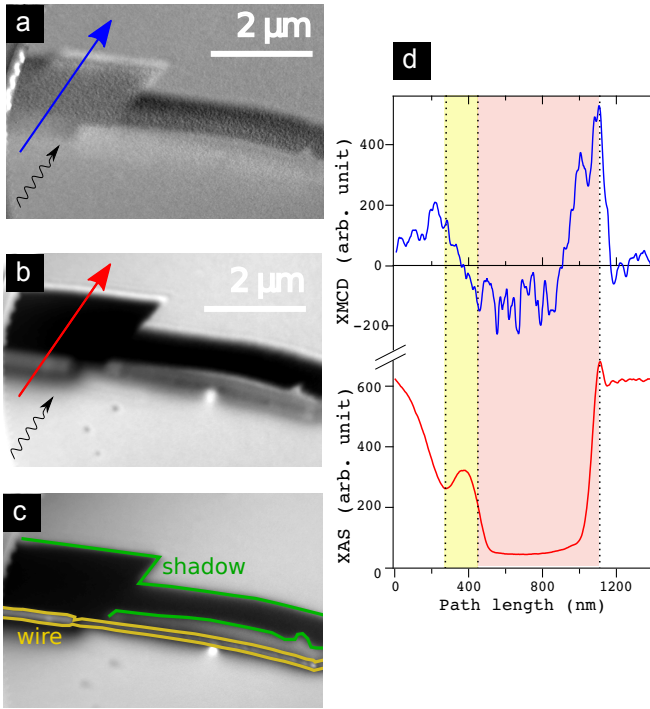 a
2 µm
b
2 µm
c
shadow
wire
d
400
200
0
−200
XMCD (arb. unit)
600
400
200
0
XAS (arb. unit)
0
400
800
1200
Path length (nm)